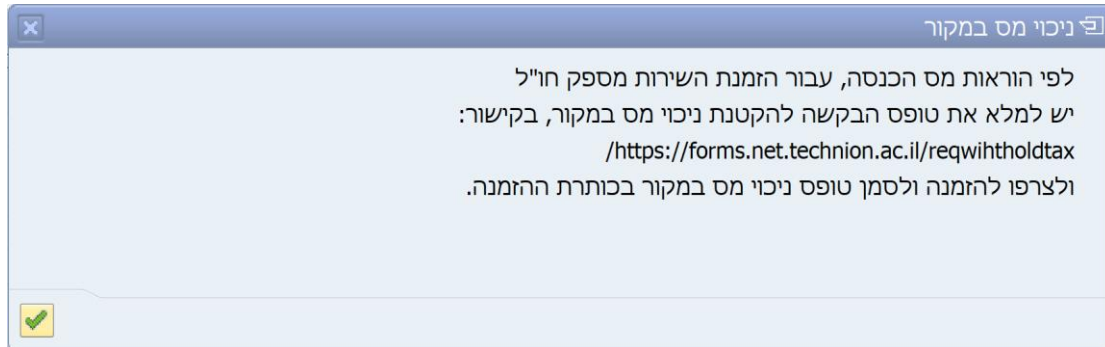 ניכוי מס במקור
לפי הוראות מס הכנסה, עבור הזמנת השירות מספק חו"ל
יש למלא את טופס הבקשה להקטנת ניכוי מס במקור, בקישור:
https://forms.net.technion.ac.il/reqwihtholdtax/
ולצרפו להזמנה ולסמן טופס ניכוי מס במקור בכותרת ההזמנה.